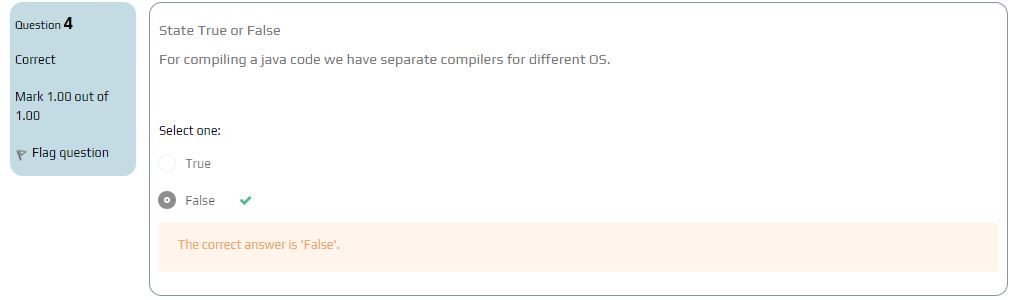 Question 4
Correct
Mark 1.00 out of
1.00
Flag question
State True or False
For compiling a java code we have separate compilers for different OS.
Select one:
True
False
The correct answer is 'False'.